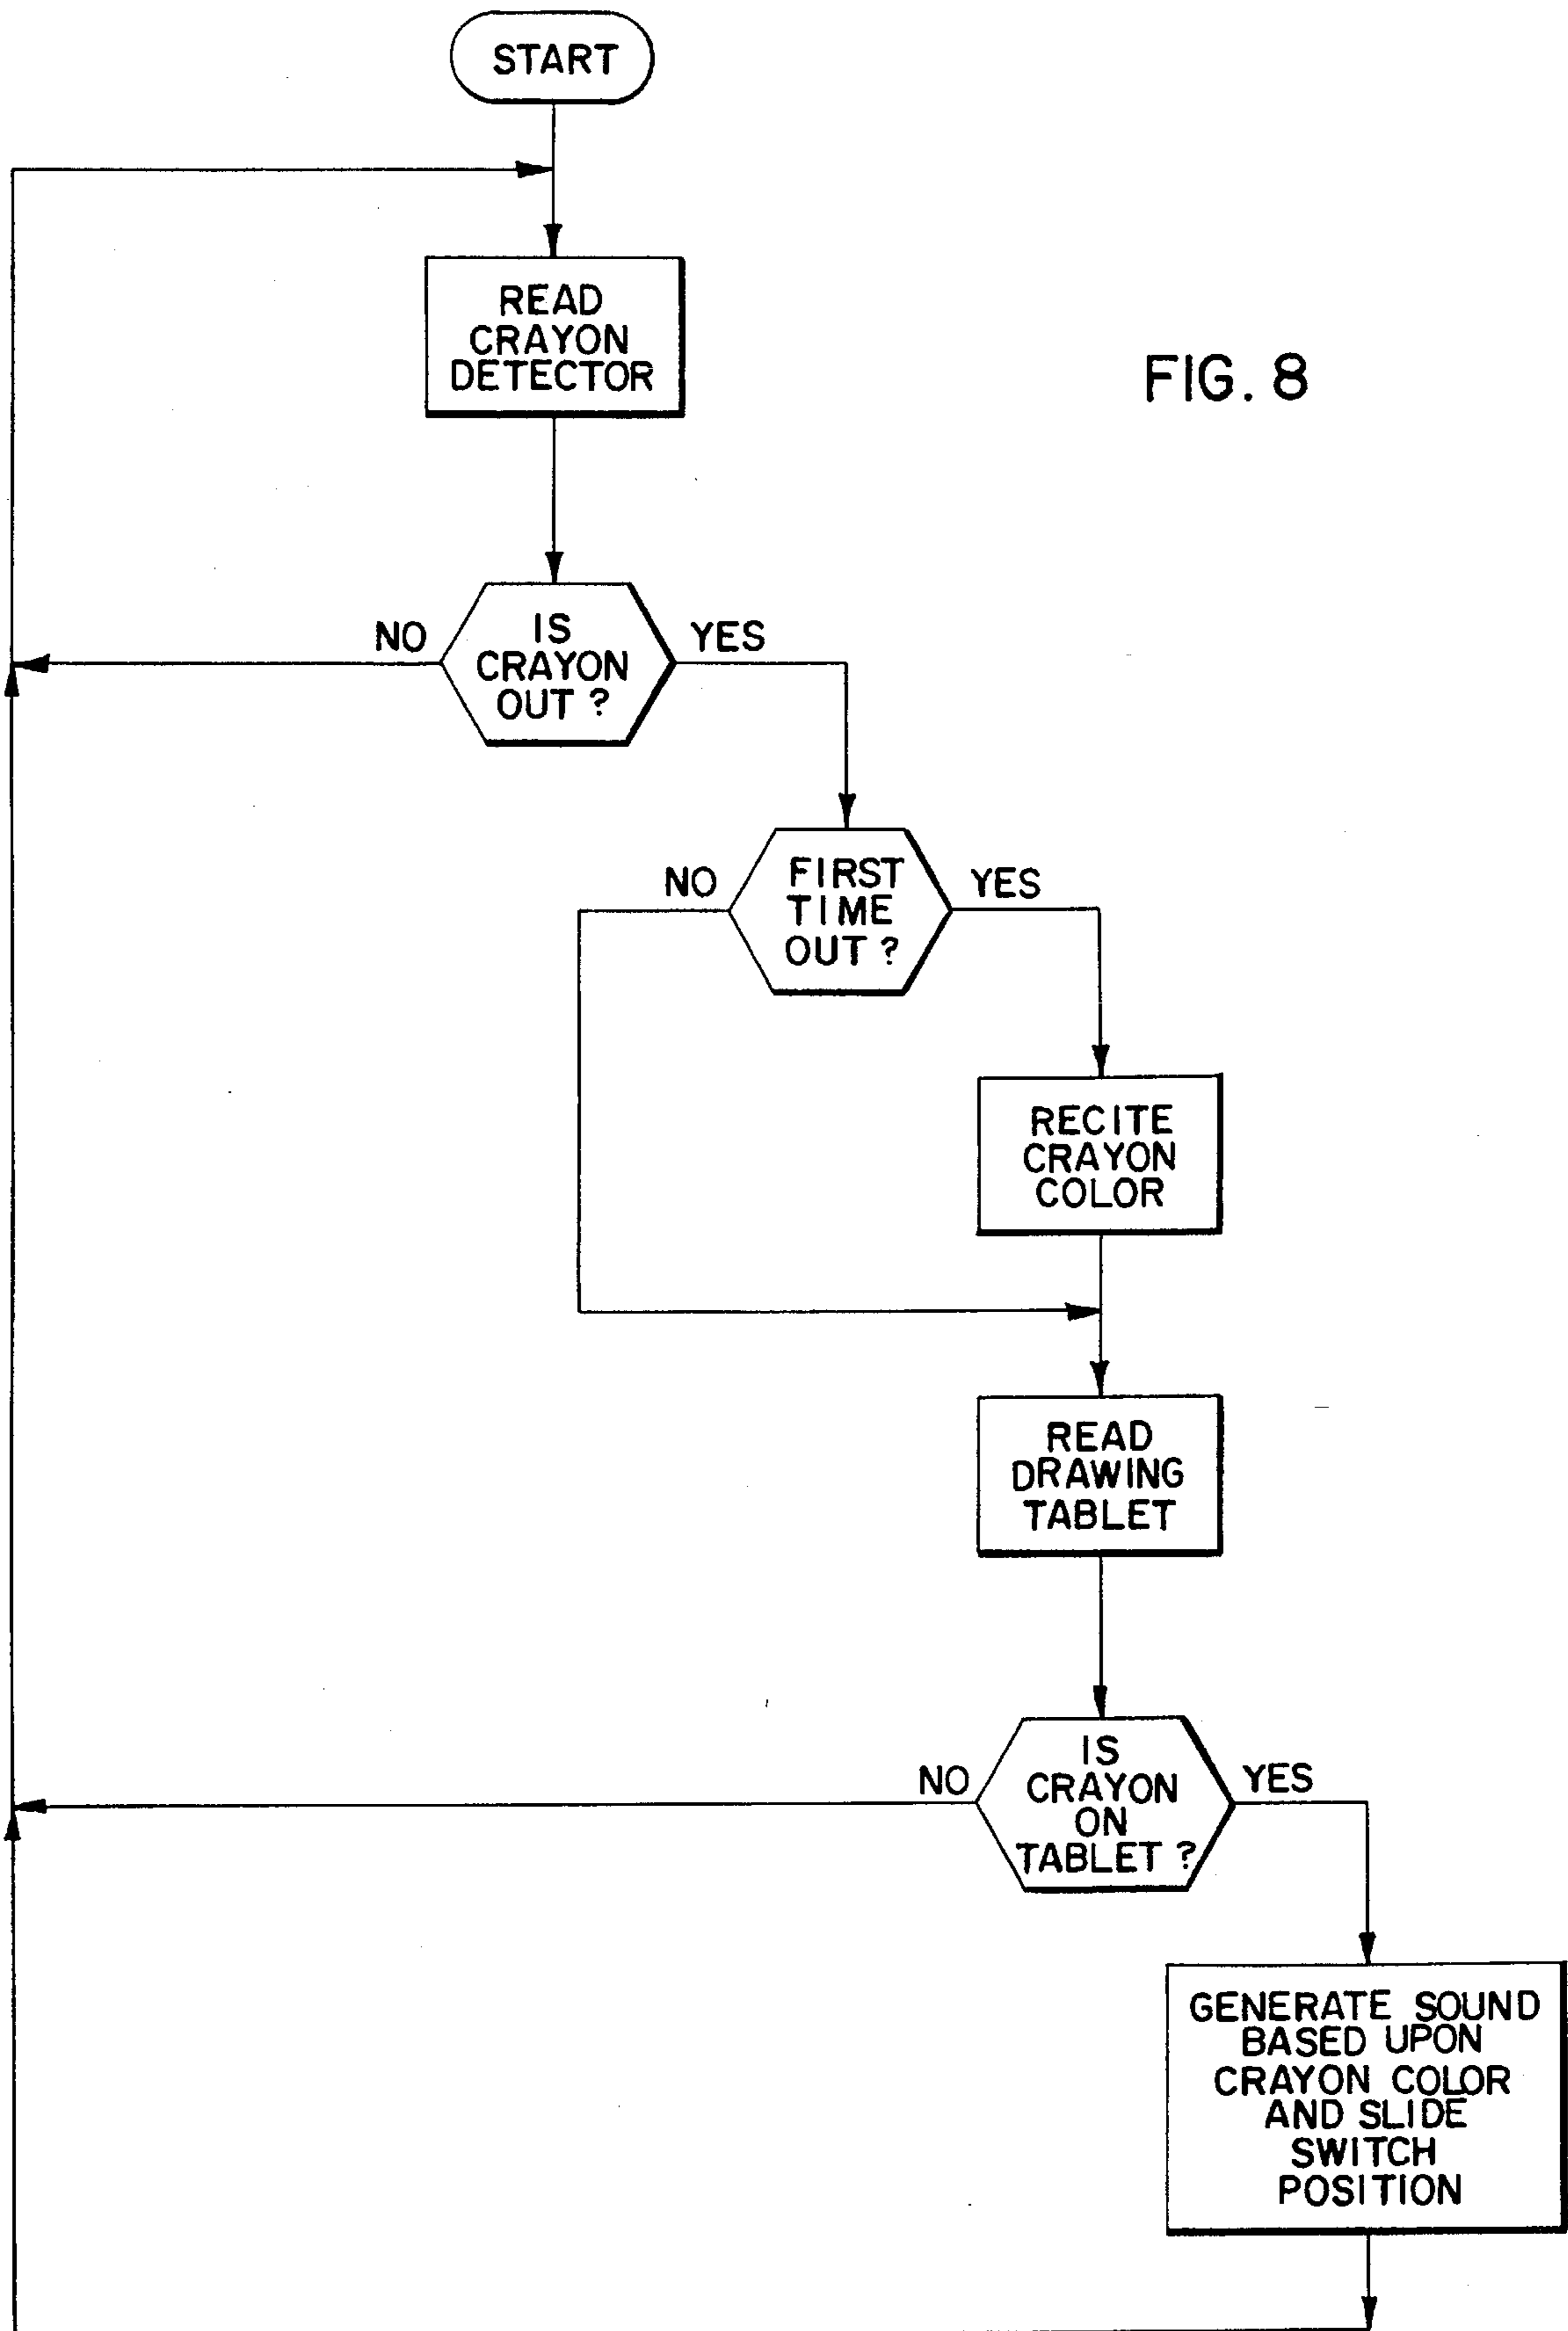 START
READ
CRAYON
DETECTOR
FIG. 8
NO
IS
CRAYON
OUT ?
YES
NO
FIRST
TIME
OUT ?
YES
RECITE
CRAYON
COLOR
READ
DRAWING
TABLET
NO
IS
CRAYON
ON
TABLET ?
YES
GENERATE SOUND
BASED UPON
CRAYON COLOR
AND SLIDE
SWITCH
POSITION